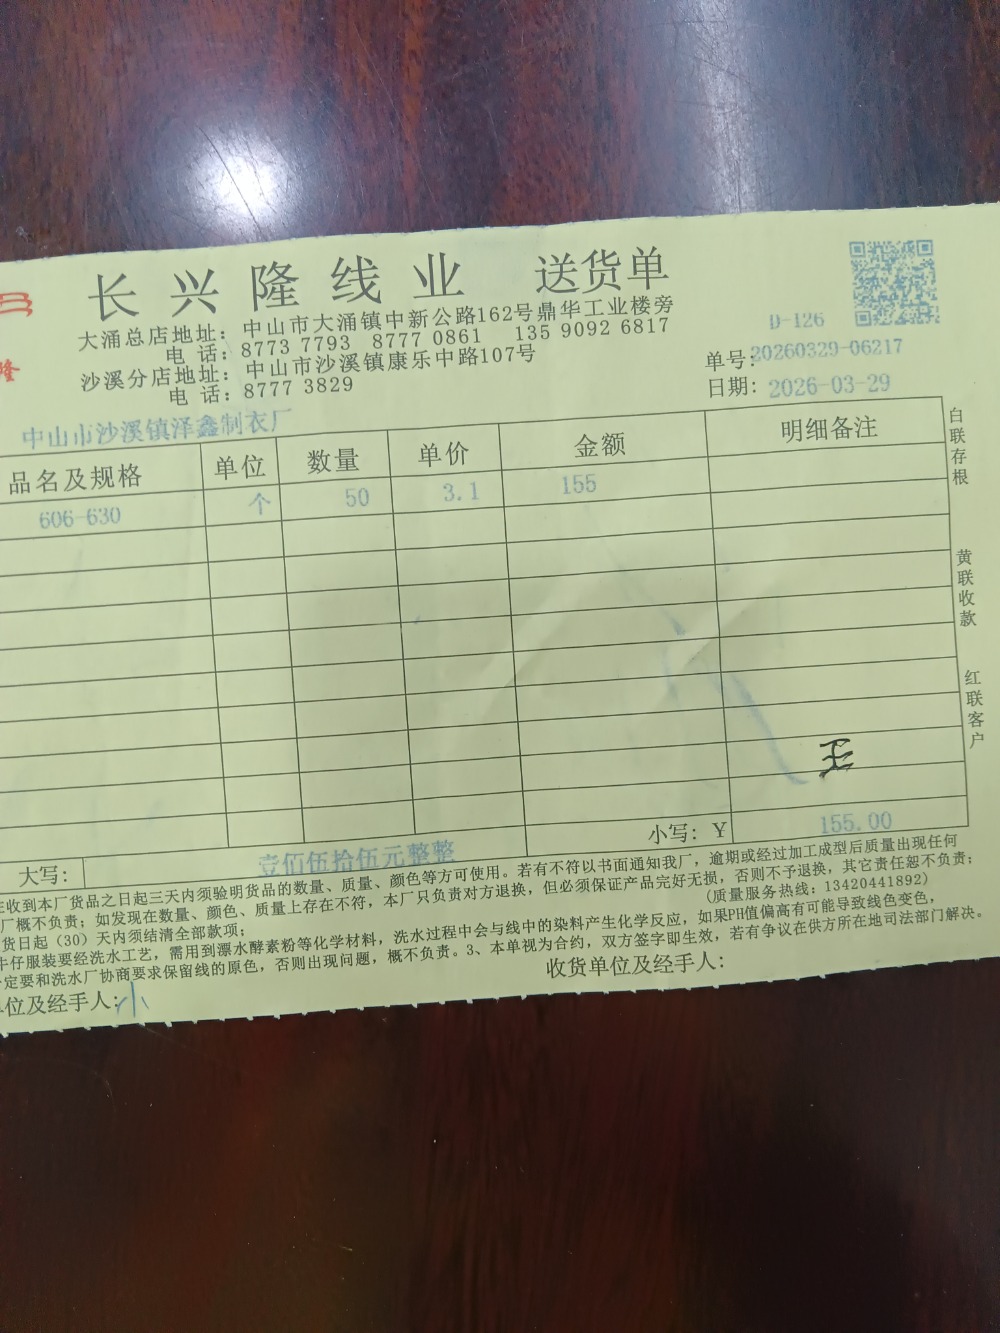 隆
长兴隆线业 送货单
大涌总店地址：中山市大涌镇中新公路162号鼎华工业楼旁
电 话：8773 7793 8777 0861 135 9092 6817
沙溪分店地址：中山市沙溪镇康乐中路107号
电 话：8777 3829
D-126
单号：20260329-06217
日期：2026-03-29
中山市沙溪镇泽鑫制衣厂
品名及规格 单位 数量 单价 金额 明细备注
606-630 个 50 3.1 155
白联存根
黄联收款
红联客户
大写： 壹佰伍拾伍元整整 小写：￥ 155.00
收到本厂货品之日起三天内须验明货品的数量、质量、颜色等方可使用。若有不符以书面通知我厂，逾期或经过加工成型后质量出现任何
厂概不负责；如发现在数量、颜色、质量上存在不符，本厂只负责对方退换，但必须保证产品完好无损，否则不予退换，其它责任恕不负责；
货日起（30）天内须结清全部款项； （质量服务热线：13420441892）
牛仔服装要经洗水工艺，需用到漂水酵素粉等化学材料，洗水过程中会与线中的染料产生化学反应，如果PH值偏高有可能导致线色变色，
定要和洗水厂协商要求保留线的原色，否则出现问题，概不负责。3、本单视为合约，双方签字即生效，若有争议在供方所在地司法部门解决。
位及经手人：小 收货单位及经手人：